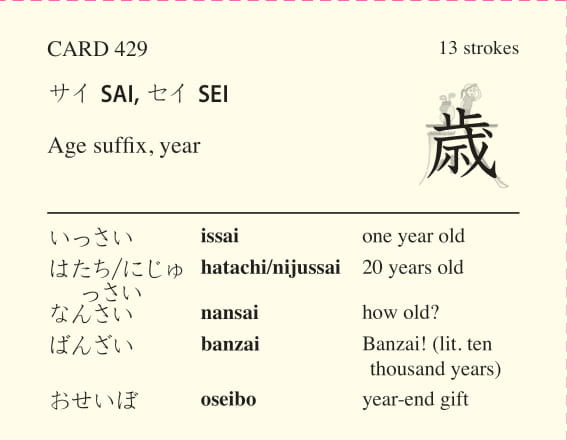 CARD 429 13 strokes
サイ SAI, セイ SEI
Age suffix, year
歳
いっさい issai one year old
はたち/にじゅ hatachi/nijussai 20 years old
っさい
なんさい nansai how old?
ばんざい banzai Banzai! (lit. ten
thousand years)
おせいぼ oseibo year-end gift